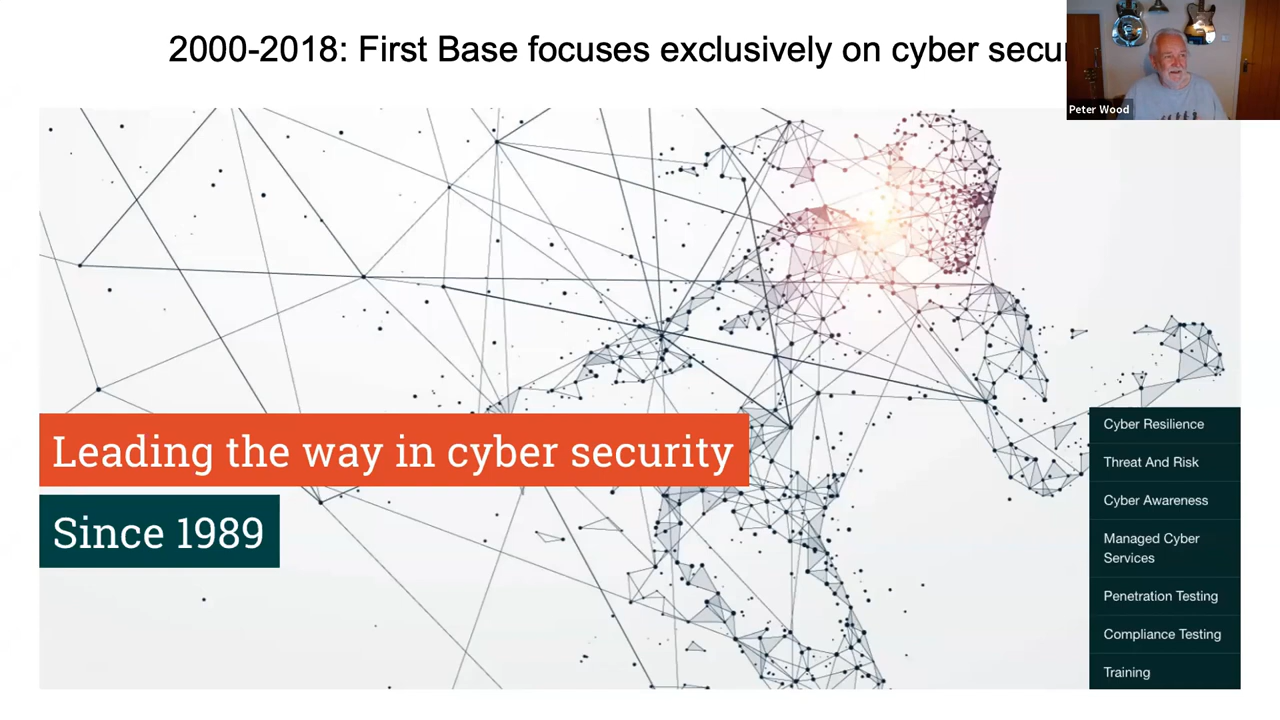 2000-2018: First Base focuses exclusively on cyber
Peter Wood
Leading the way in cyber security
Since 1989
Cyber Resilience
Threat And Risk
Cyber Awareness
Managed Cyber
Services
Penetration Testing
Compliance Testing
Training